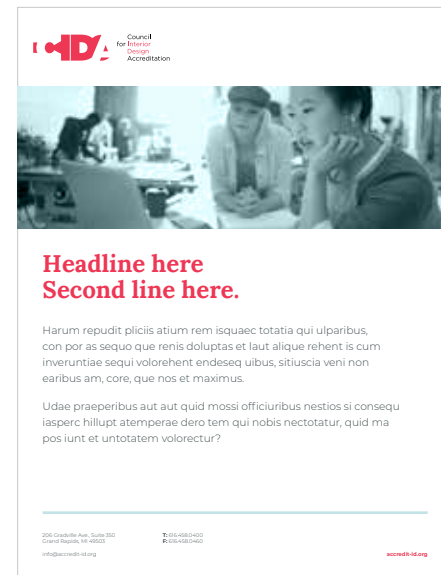 CIDA
Council
for Interior
Design
Accreditation
Headline here
Second line here.
Harum repudit pliciis atium rem isquaec totatia qui ulparibus,
con por as sequo que renis doluptas et laut alique rehent is cum
inveruntiae sequi volorehent endeseq uibus, sitiuscia veni non
earibus am, core, que nos et maximus.
Udae praeperibus aut aut quid mossi officiuribus nestios si consequ
iasperc hillupt atemperae dero tem qui nobis nectotatur, quid ma
pos iunt et untotatem volorectur?
206 Gradville Ave., Suite 350
Grand Rapids, MI 49503
info@accredit-id.org
T: 616.458.0400
F: 616.458.0460
accredit-id.org